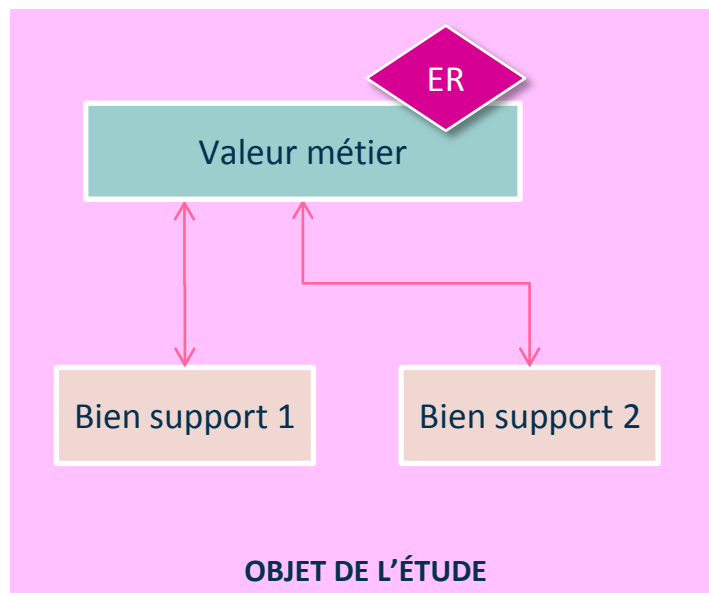 ER
Valeur métier
Bien support 1
Bien support 2
OBJET DE L’ÉTUDE